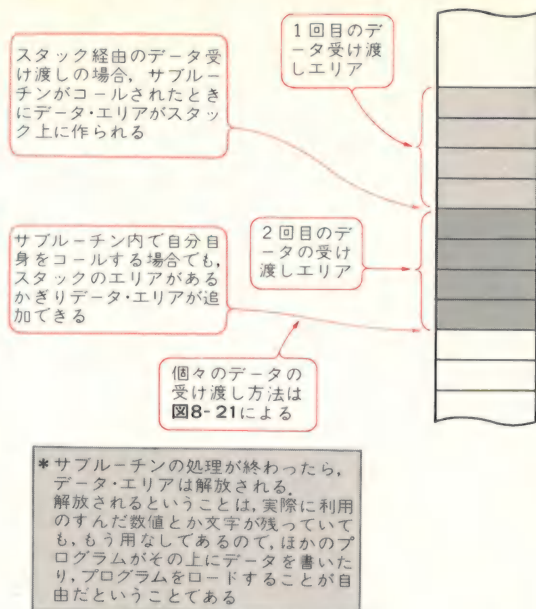 スタック経由のデータ受
け渡しの場合，サブルー
チンがコールされたとき
にデータ・エリアがスタッ
ク上に作られる
1回目のデ
ータ受け渡
しエリア
サブルーチン内で自分自
身をコールする場合でも，
スタックのエリアがある
かぎりデータ・エリアが追
加できる
2回目のデ
ータの受け
渡しエリア
個々のデータの
受け渡し方法は
図8-21による
*サブルーチンの処理が終わったら，
データ・エリアは解放される．
解放されるということは，実際に利用
のすんだ数値とか文字が残っていて
も，もう用なしであるので，ほかのプ
ログラムがその上にデータを書いた
り，プログラムをロードすることが自
由だということである